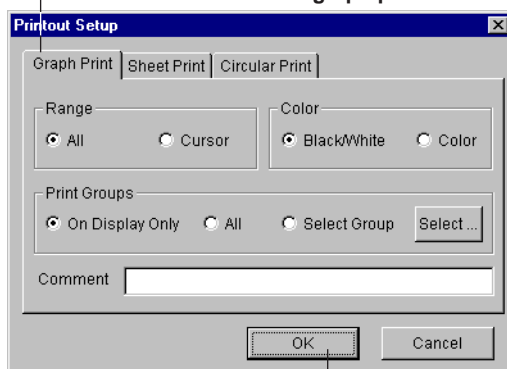 Printout Setup
Graph Print Sheet Print Circular Print
Range Color
All Cursor Black/White Color
Print Groups
On Display Only All Select Group Select ...
Comment
OK Cancel